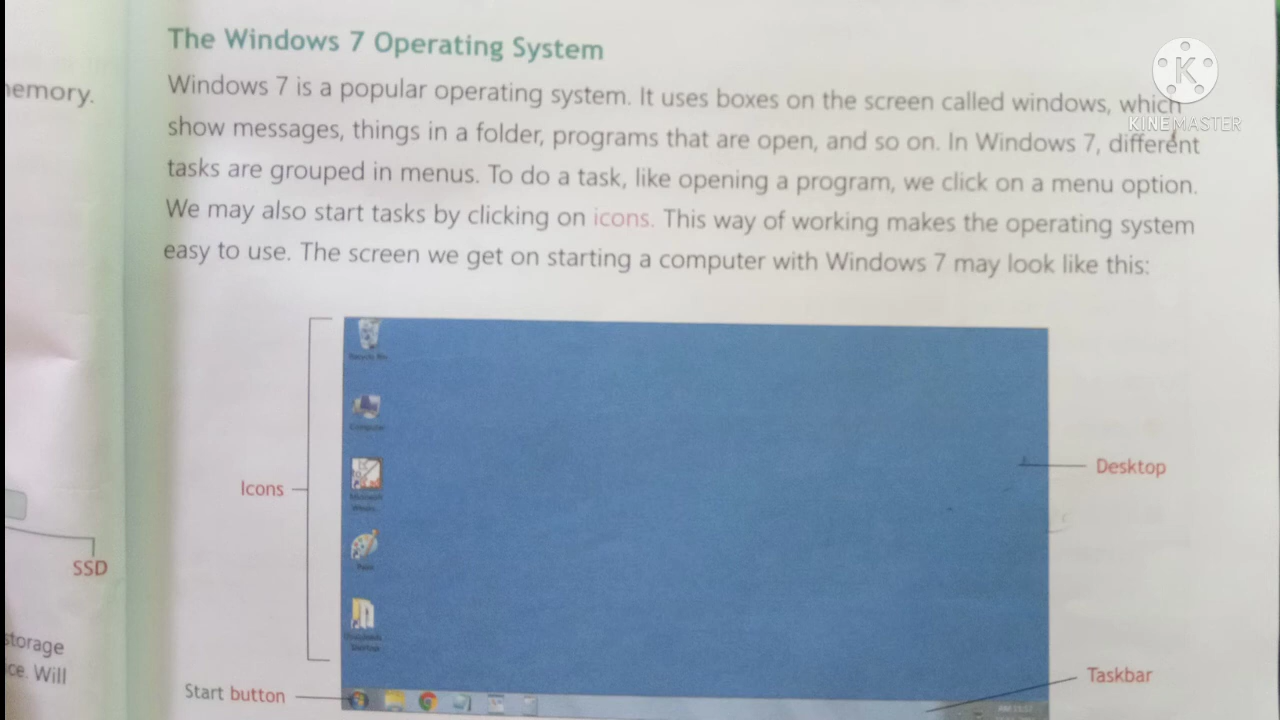 The Windows 7 Operating System
Windows 7 is a popular operating system. It uses boxes on the screen called windows, which
show messages, things in a folder, programs that are open, and so on. In Windows 7, different
tasks are grouped in menus. To do a task, like opening a program, we click on a menu option.
We may also start tasks by clicking on icons. This way of working makes the operating system
easy to use. The screen we get on starting a computer with Windows 7 may look like this:
KINEMASTER
emory.
SSD
storage
ce. Will
Recycle Bin
Computer
Paint
Icons
Desktop
Start button
Taskbar